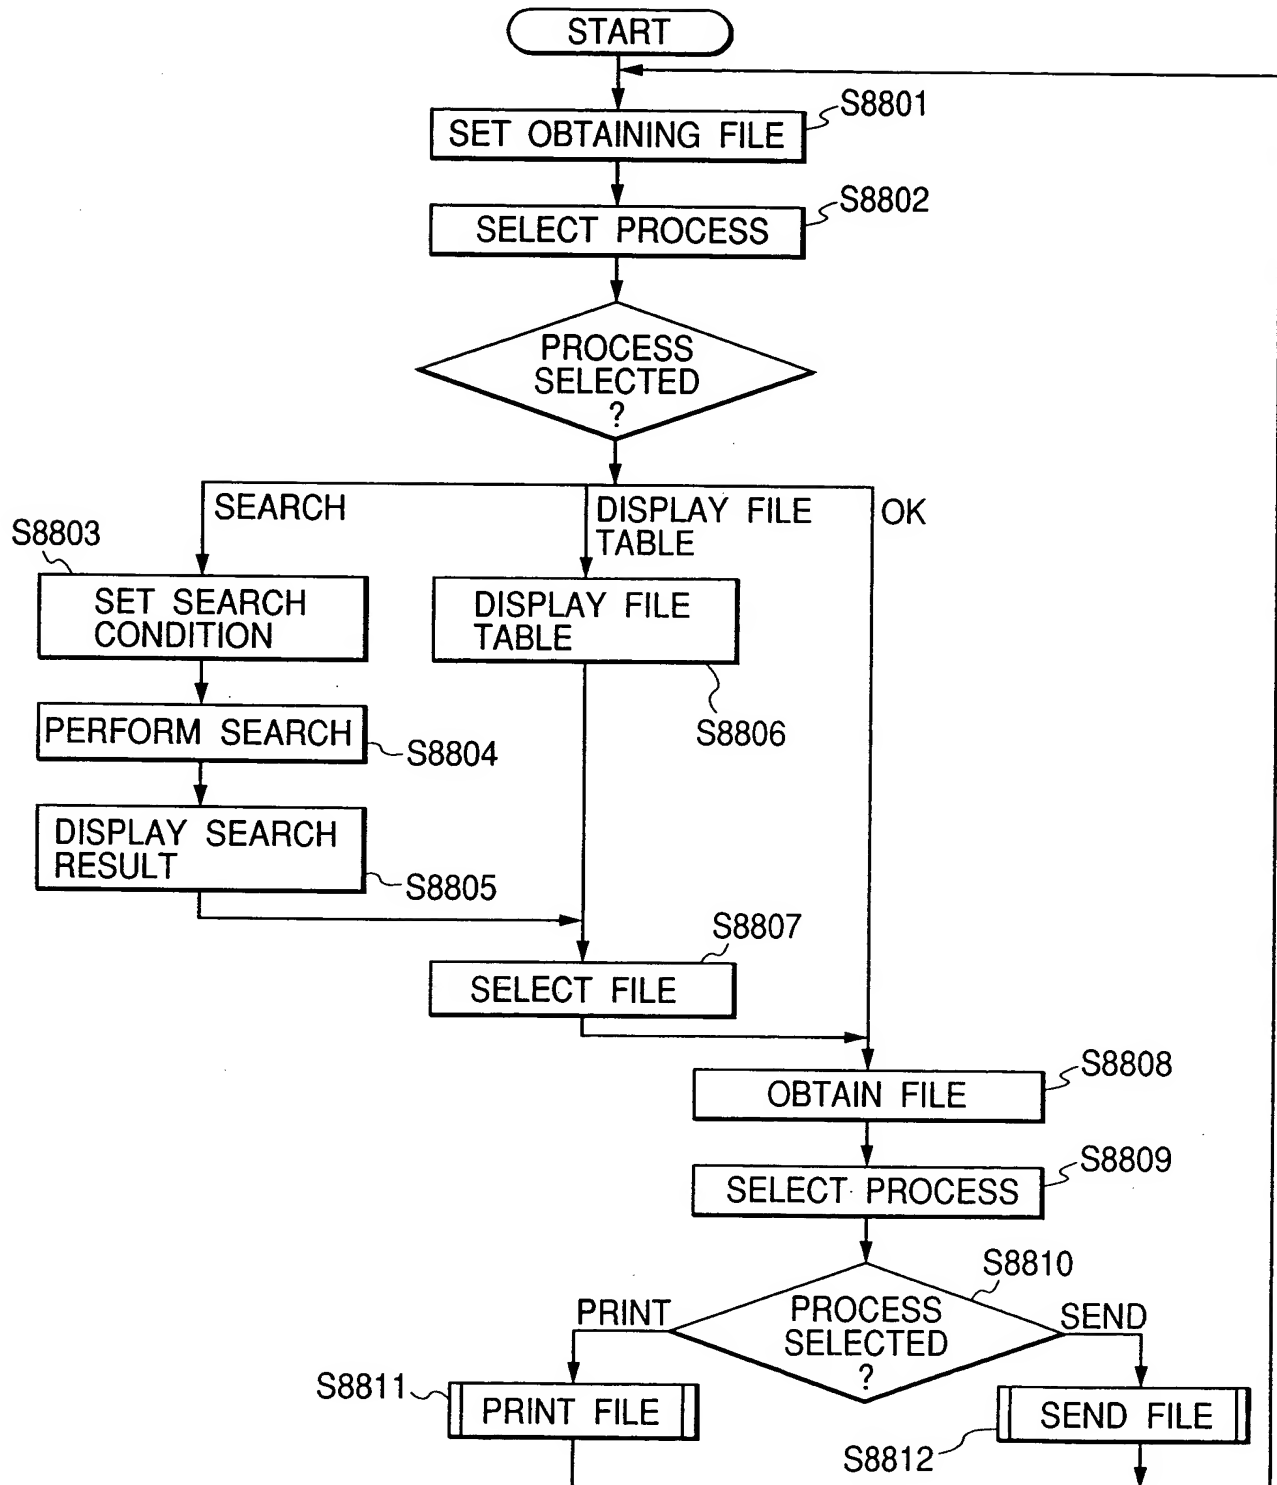 START
S8801
SET OBTAINING FILE
S8802
SELECT PROCESS
PROCESS
SELECTED
?
SEARCH
DISPLAY FILE
TABLE
OK
S8803
SET SEARCH
CONDITION
DISPLAY FILE
TABLE
S8806
PERFORM SEARCH
S8804
DISPLAY SEARCH
RESULT
S8805
S8807
SELECT FILE
S8808
OBTAIN FILE
S8809
SELECT PROCESS
S8810
PROCESS
SELECTED
?
PRINT
SEND
S8811
PRINT FILE
SEND FILE
S8812